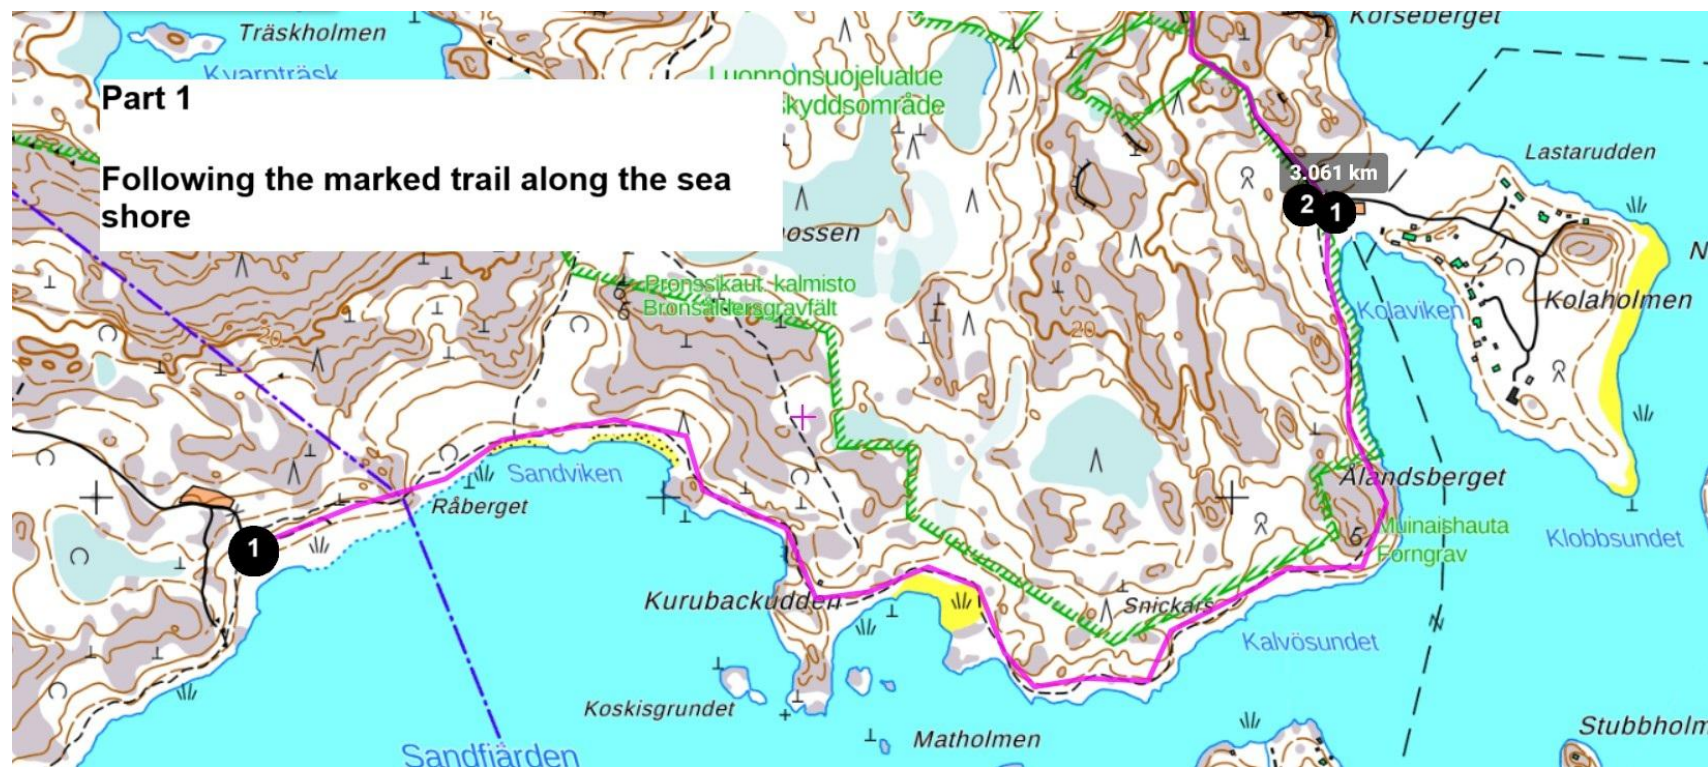 Korseberget
Träskholmen
Kvarnträsk
Luonnonsuojelualue
skyddsområde
Part 1
Following the marked trail along the sea
shore
Lastarudden
3.061 km
2
1
ossen
Bronssikaut. kalmisto
Bronsåldersgravfält
Kolaviken
Kolaholmen
N
20
20
Sandviken
Ålandsberget
Råberget
Muinaishauta
Forngrav
5
Klobbsundet
1
Kurubackudden
Snickars
Kalvösundet
Koskisgrundet
Matholmen
Stubbholm
Sandfjärden